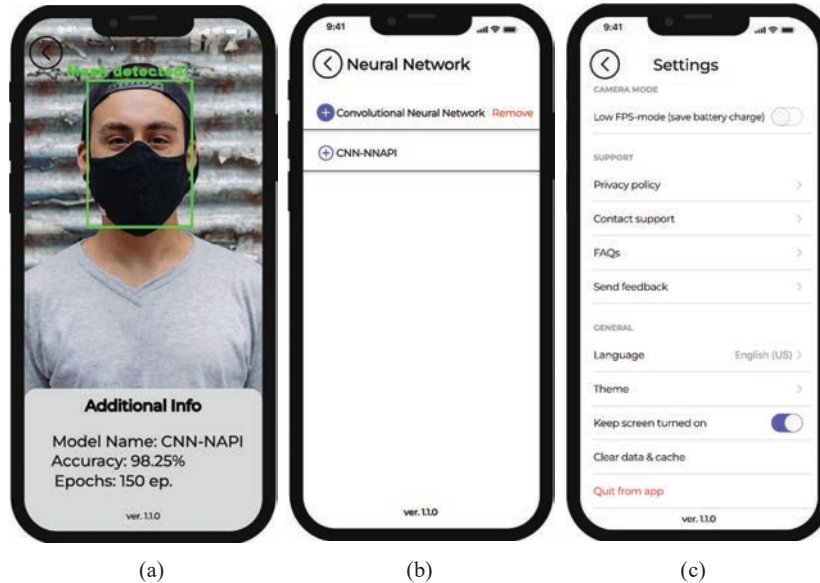 Mask detected!
Additional Info
Model Name: CNN-NAPI
Accuracy: 98.25%
Epochs: 150 ep.
ver. 1.1.0
(a)
9:41
Neural Network
Convolutional Neural Network Remove
CNN-NNAPI
ver. 1.1.0
(b)
9:41
Settings
CAMERA MODE
Low FPS-mode (save battery charge)
SUPPORT
Privacy policy
Contact support
FAQs
Send feedback
GENERAL
Language English (US)
Theme
Keep screen turned on
Clear data & cache
Quit from app
ver. 1.1.0
(c)